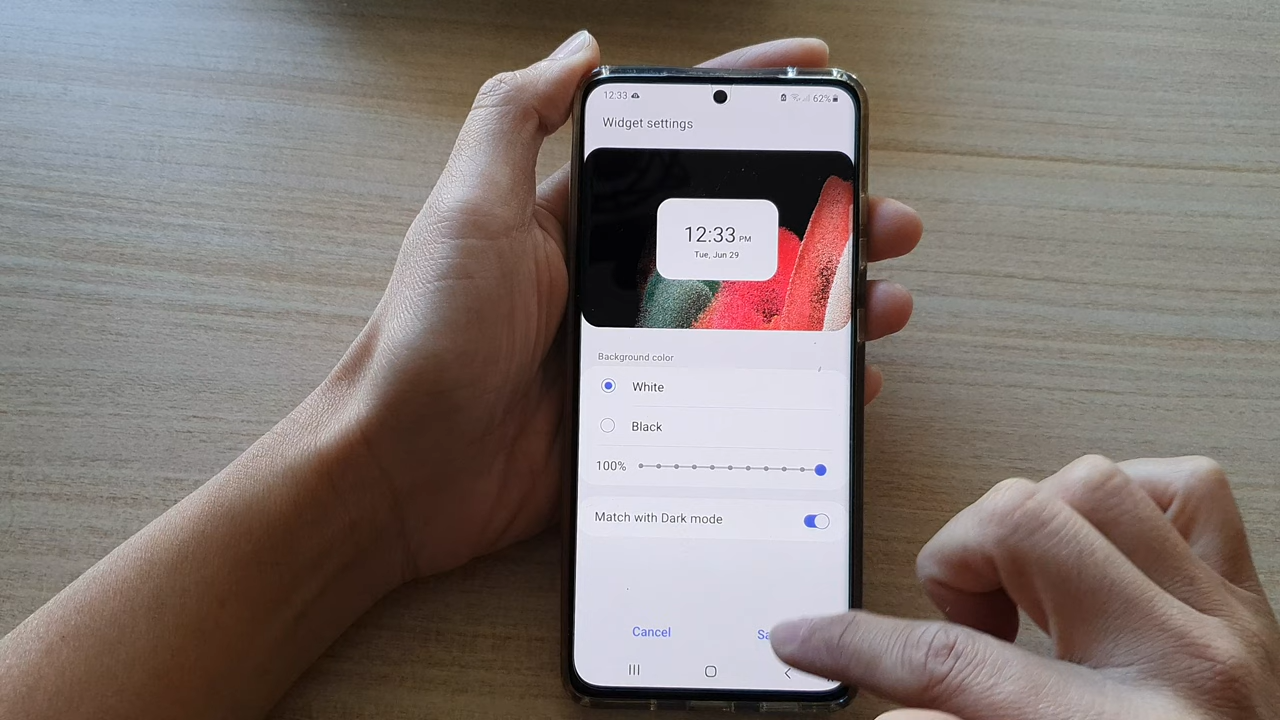 12:33 62%
Widget settings
12:33 PM
Tue, Jun 29
Background color
White
Black
100%
Match with Dark mode
Cancel